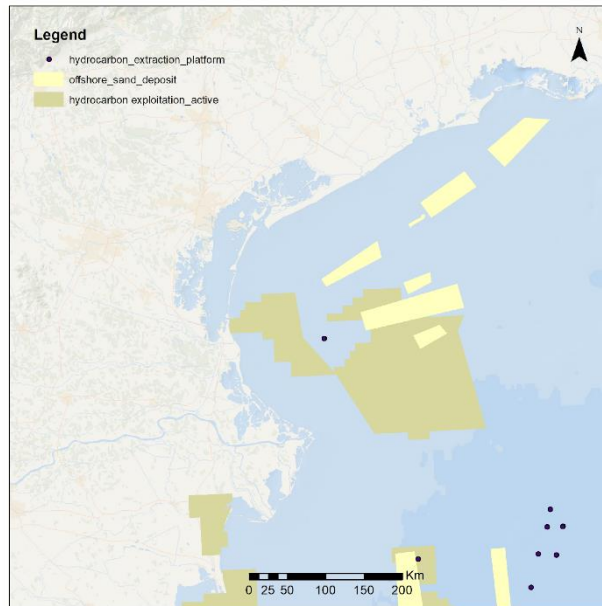 Legend
N
hydrocarbon_extraction_platform
offshore_sand_deposit
hydrocarbon exploitation_active
Km
0 25 50 100 150 200